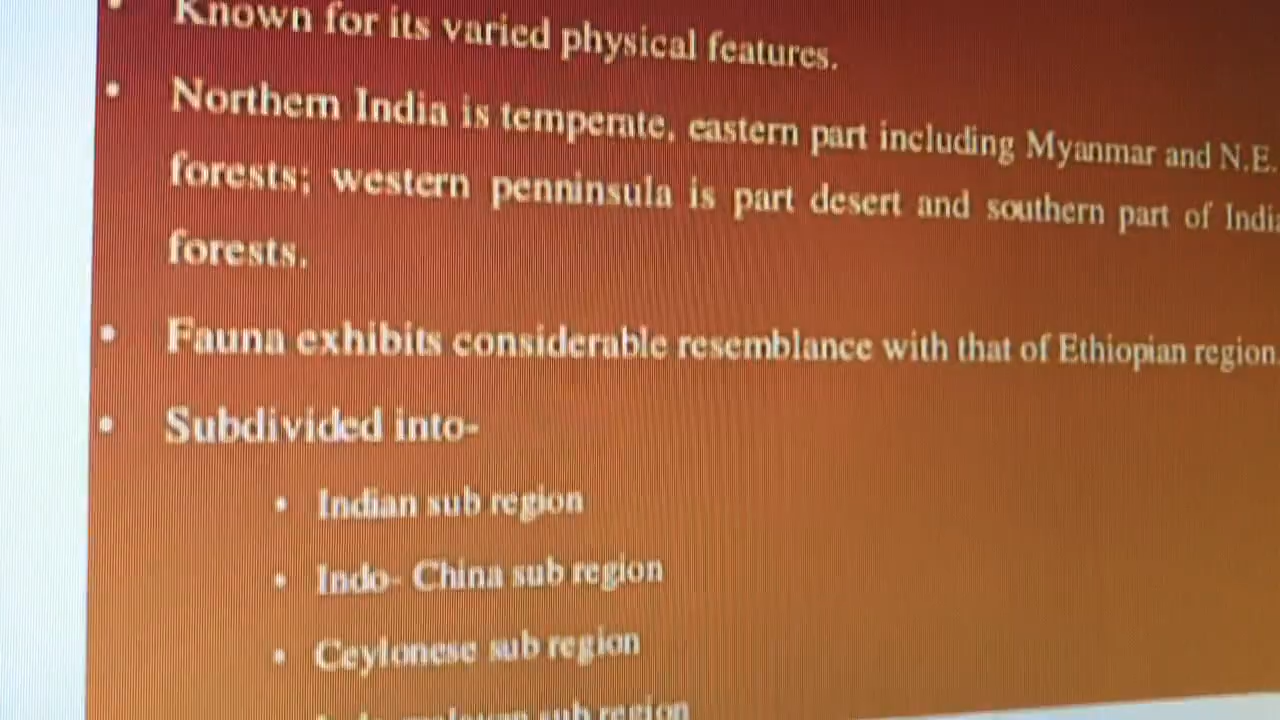 • Known for its varied physical features.
• Northern India is temperate, eastern part including Myanmar and N.E.
forests; western penninsula is part desert and southern part of India
forests.
• Fauna exhibits considerable resemblance with that of Ethiopian region.
• Subdivided into-
• Indian sub region
• Indo- China sub region
• Ceylonese sub region
sub region